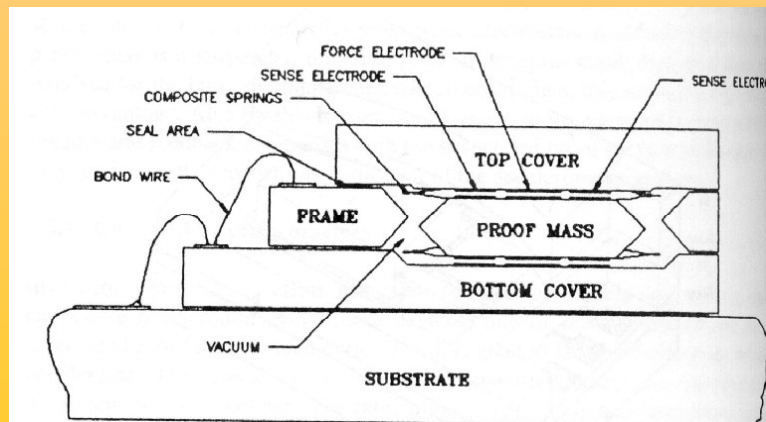 FORCE ELECTRODE
SENSE ELECTRODE
SENSE ELECTRO
COMPOSITE SPRINGS
SEAL AREA
TOP COVER
BOND WIRE
FRAME
PROOF MASS
BOTTOM COVER
VACUUM
SUBSTRATE